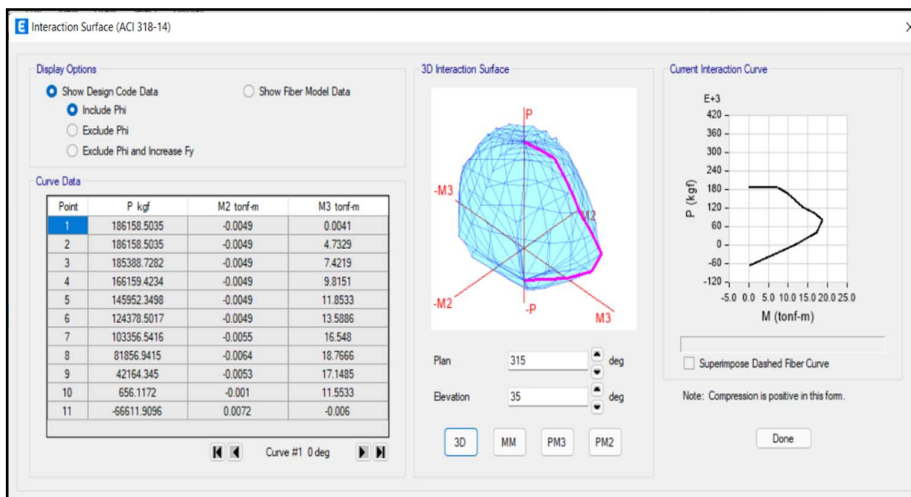 E Interaction Surface (ACI 318-14)
Display Options
Show Design Code Data
Show Fiber Model Data
Include Phi
Exclude Phi
Exclude Phi and Increase Fy
Curve Data
Point P kgf M2 tonf-m M3 tonf-m
1 186158.5035 -0.0049 0.0041
2 186158.5035 -0.0049 4.7329
3 185388.7282 -0.0049 7.4219
4 166159.4234 -0.0049 9.8151
5 145952.3498 -0.0049 11.8533
6 124378.5017 -0.0049 13.5886
7 103356.5416 -0.0055 16.548
8 81856.9415 -0.0064 18.7666
9 42164.345 -0.0053 17.1485
10 656.1172 -0.001 11.5533
11 -66611.9096 0.0072 -0.006
Curve #1 0 deg
3D Interaction Surface
P
-M3
M2
-M2
-P
M3
Plan 315 deg
Elevation 35 deg
3D MM PM3 PM2
Current Interaction Curve
E+3
420
360
300
240
180
120
60
0
-60
-120
P (kgf)
-5.0 0.0 5.0 10.0 15.0 20.0 25.0
M (tonf-m)
Superimpose Dashed Fiber Curve
Note: Compression is positive in this form.
Done